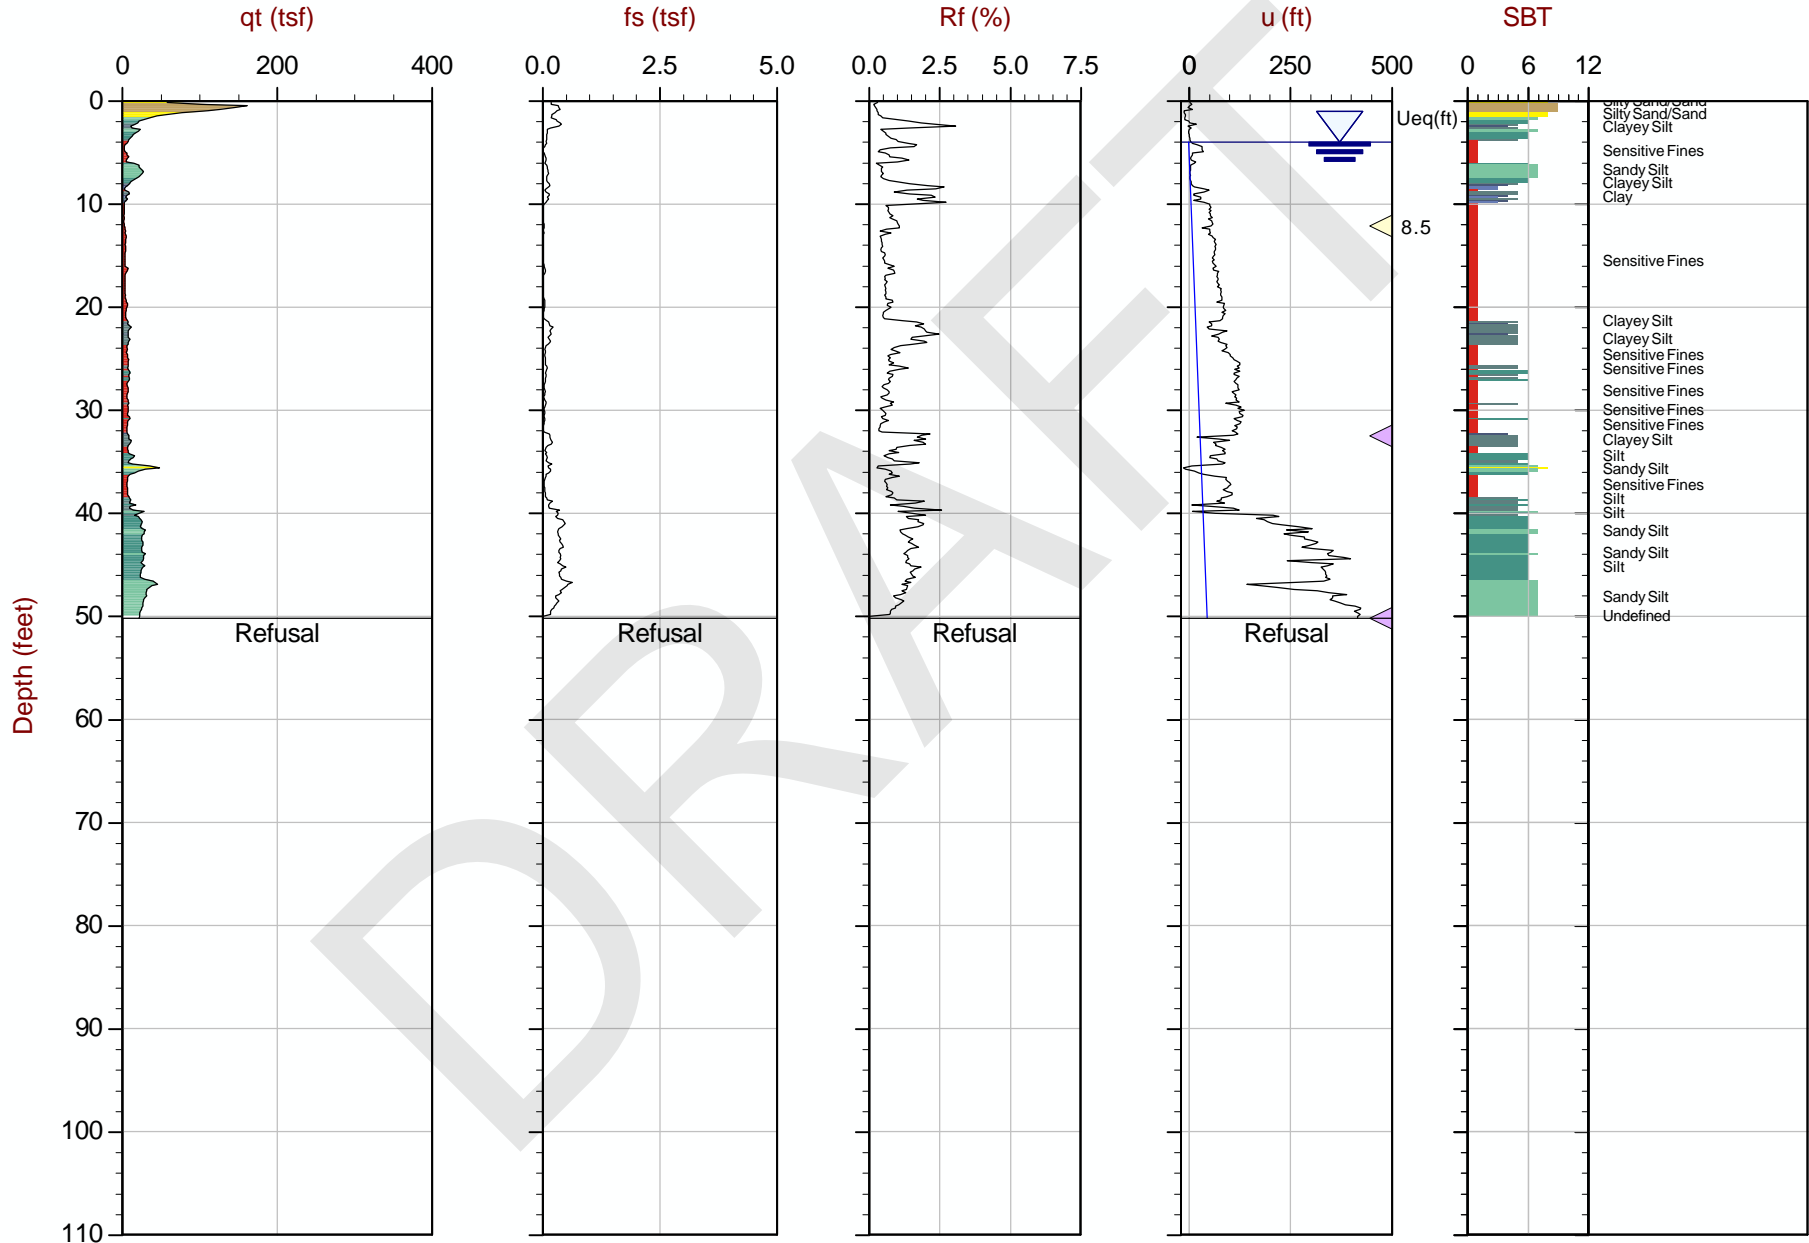 qt (tsf) fs (tsf) Rf (%) u (ft) SBT
0 200 400 0.0 2.5 5.0 0.0 2.5 5.0 7.5 0 250 500 0 6 12
0
10
20
30
40
50
60
70
80
90
100
110
Depth (feet)
Refusal Refusal Refusal Refusal
Ueq(ft)
8.5
Silty Sand/Sand
Silty Sand/Sand
Clayey Silt
Sensitive Fines
Sandy Silt
Clayey Silt
Clay
Sensitive Fines
Clayey Silt
Clayey Silt
Sensitive Fines
Sensitive Fines
Sensitive Fines
Sensitive Fines
Sensitive Fines
Clayey Silt
Silt
Sandy Silt
Sensitive Fines
Silt
Silt
Sandy Silt
Sandy Silt
Silt
Sandy Silt
Undefined
DRAFT